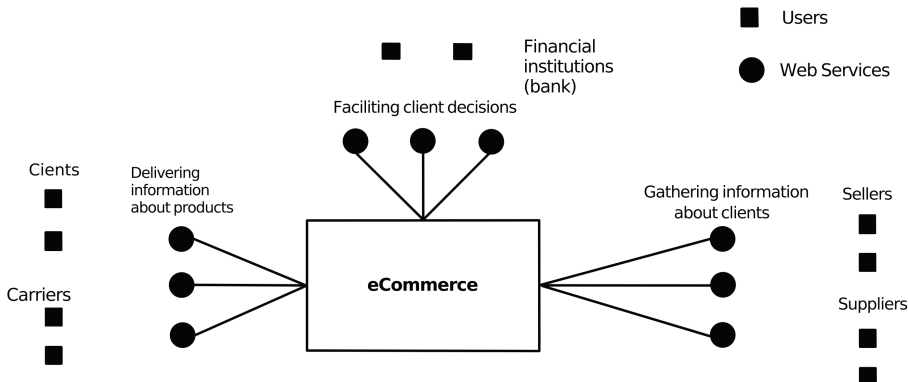 Users
Financial
institutions
(bank)
Web Services
Faciliting client decisions
Cients
Delivering
information
about products
Gathering information
about clients
Sellers
eCommerce
Carriers
Suppliers